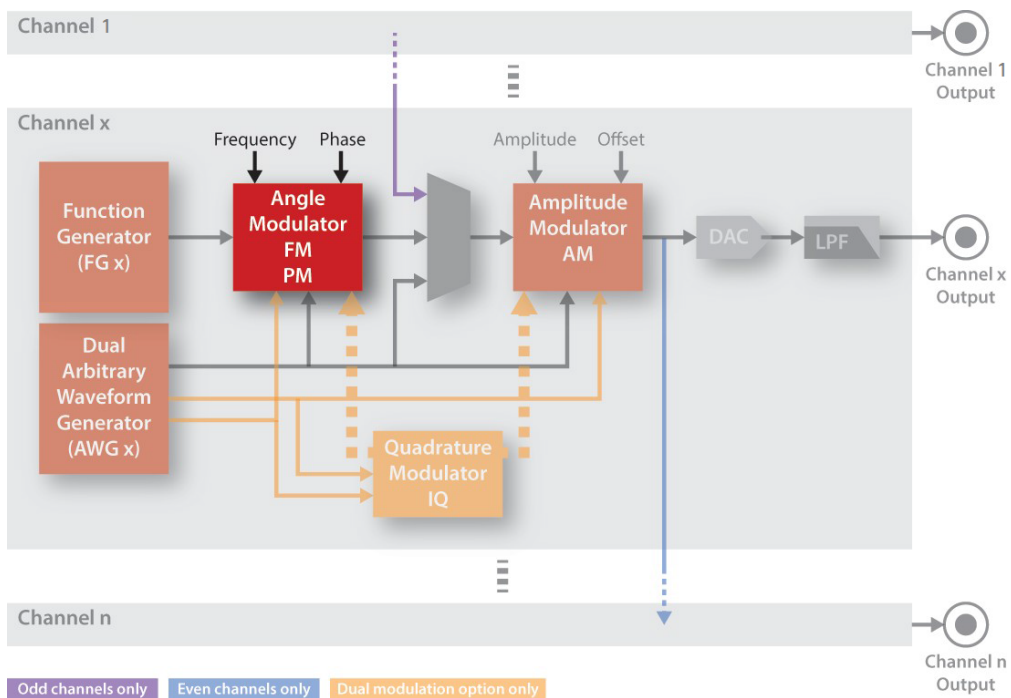 Channel 1
Channel 1
Output
Channel x
Frequency
Phase
Amplitude
Offset
Function
Generator
(FG x)
Angle
Modulator
FM
PM
Amplitude
Modulator
AM
DAC
LPF
Channel x
Output
Dual
Arbitrary
Waveform
Generator
(AWG x)
Quadrature
Modulator
IQ
Channel n
Channel n
Output
Odd channels only
Even channels only
Dual modulation option only